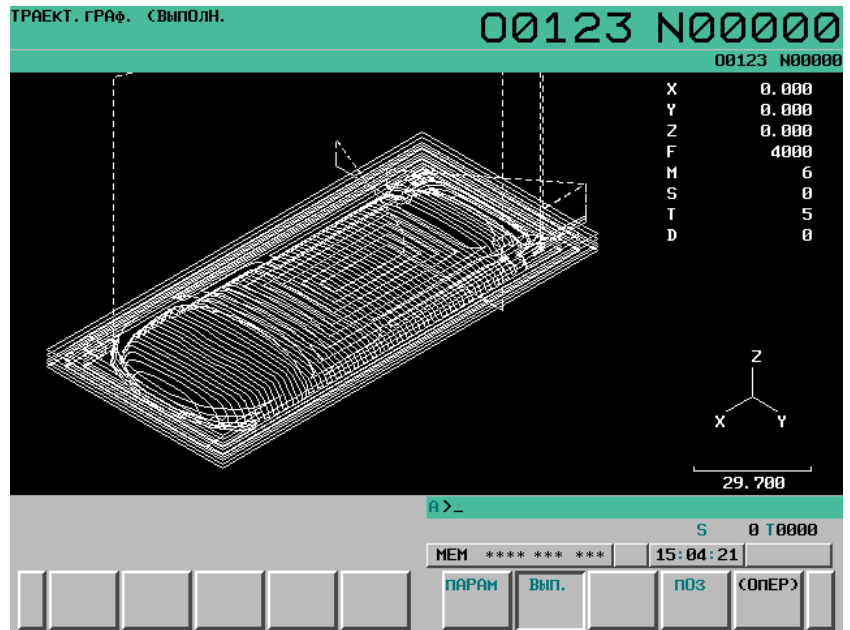 ТРАЕКТ.ГРАФ. (ВЫПОЛН.
O0123 N00000
O0123 N00000
X 0.000
Y 0.000
Z 0.000
F 4000
M 6
S 0
T 5
D 0
Z
X Y
29.700
A>_
S 0 T0000
MEM **** *** ***
15:04:21
ПАРАМ ВЫП. ПОЗ (ОПЕР)